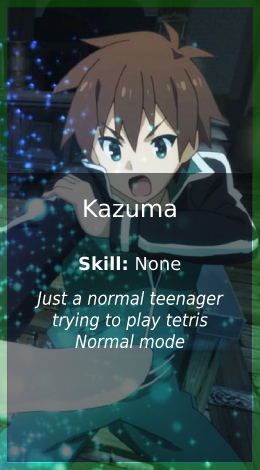 Kazuma
Skill: None
Just a normal teenager
trying to play tetris
Normal mode